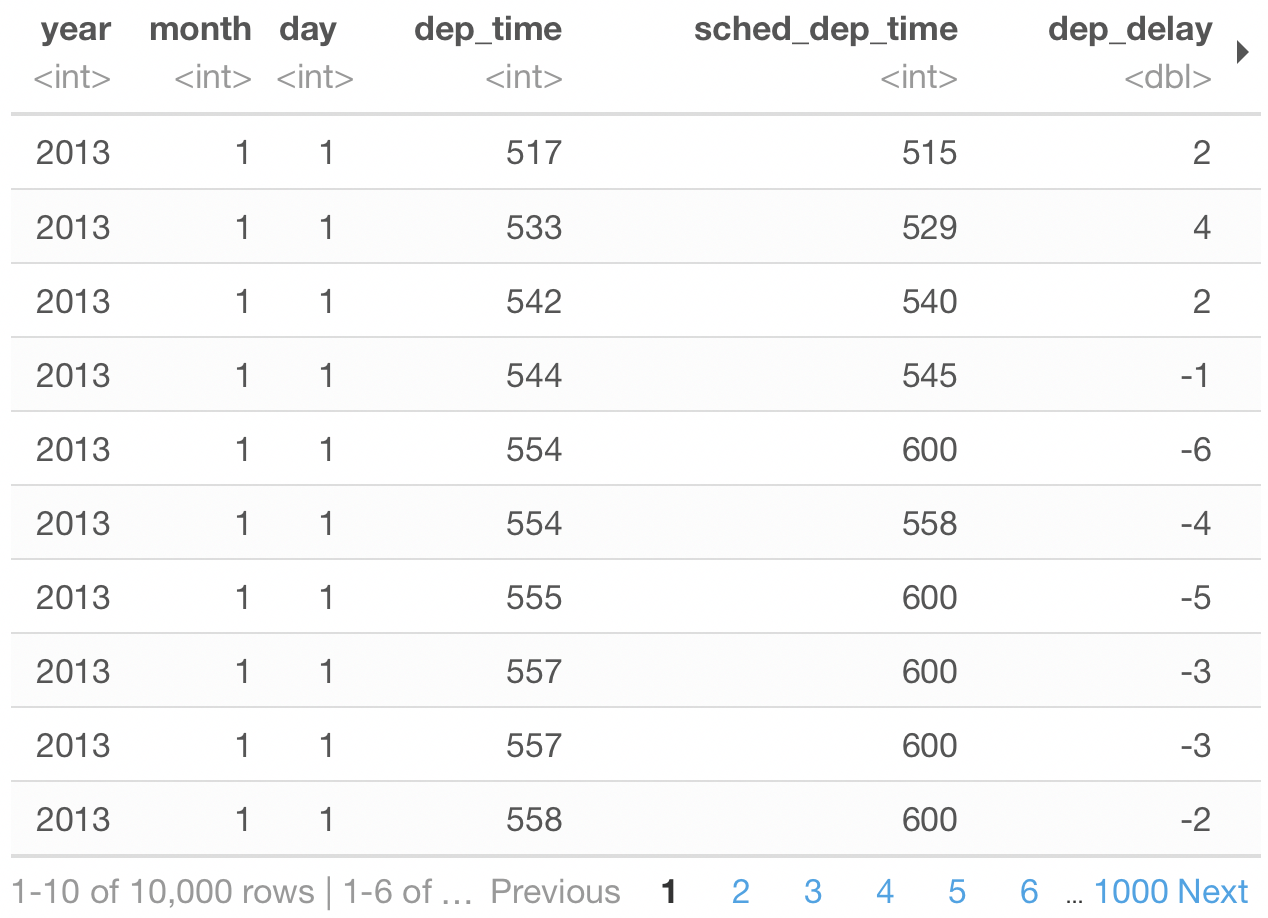 year month day dep_time sched_dep_time dep_delay
<int> <int> <int> <int> <int> <dbl>
2013 1 1 517 515 2
2013 1 1 533 529 4
2013 1 1 542 540 2
2013 1 1 544 545 -1
2013 1 1 554 600 -6
2013 1 1 554 558 -4
2013 1 1 555 600 -5
2013 1 1 557 600 -3
2013 1 1 557 600 -3
2013 1 1 558 600 -2
1-10 of 10,000 rows | 1-6 of ... Previous 1 2 3 4 5 6 ... 1000 Next